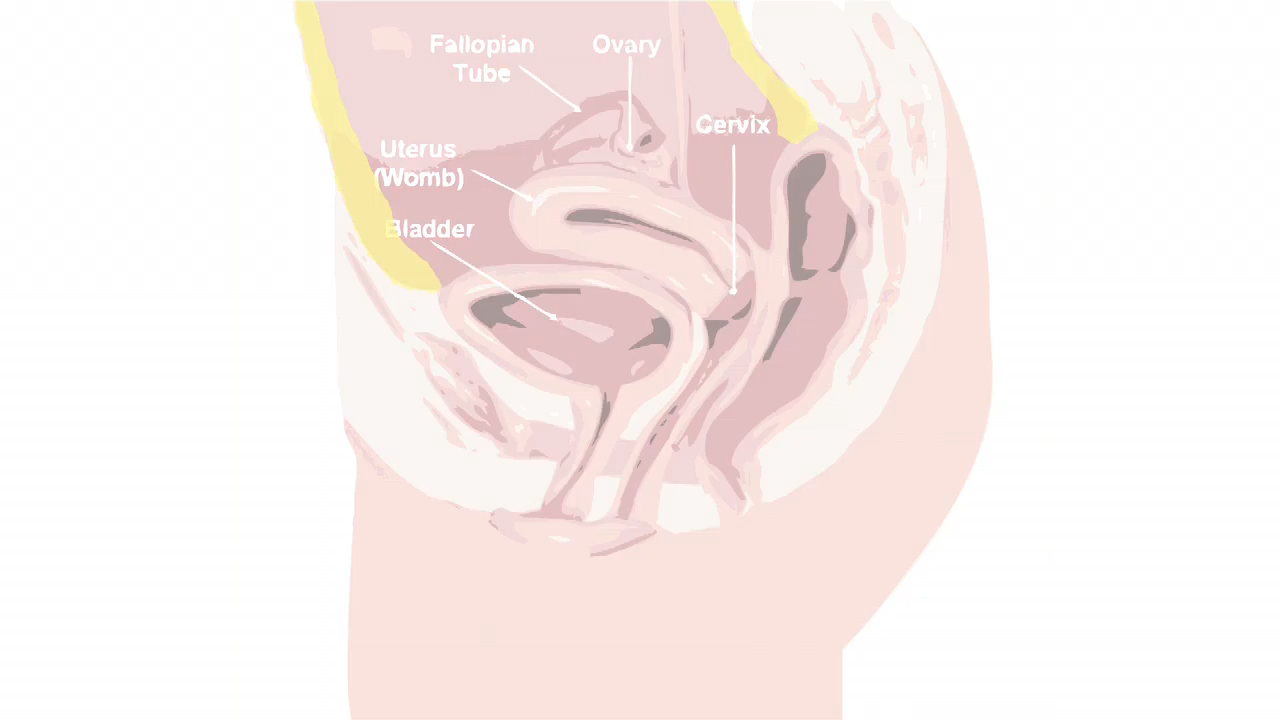 Fallopian
Tube
Ovary
Cervix
Uterus
(Womb)
Bladder